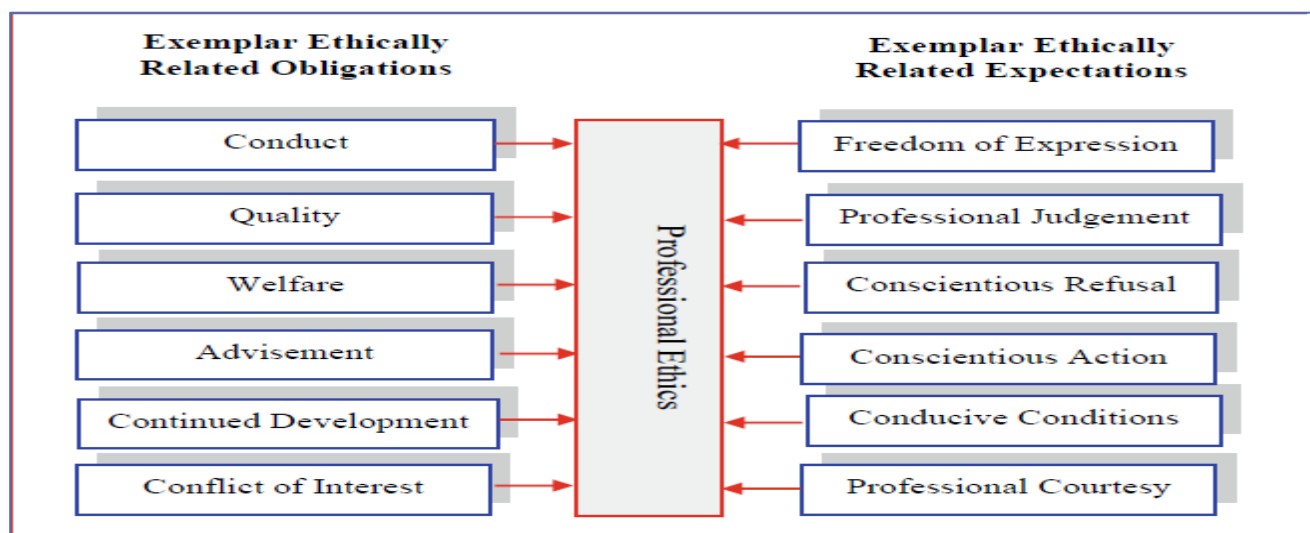 Exemplar Ethically
Related Obligations
Conduct
Quality
Welfare
Advisement
Continued Development
Conflict of Interest
Professional Ethics
Exemplar Ethically
Related Expectations
Freedom of Expression
Professional Judgement
Conscientious Refusal
Conscientious Action
Conducive Conditions
Professional Courtesy